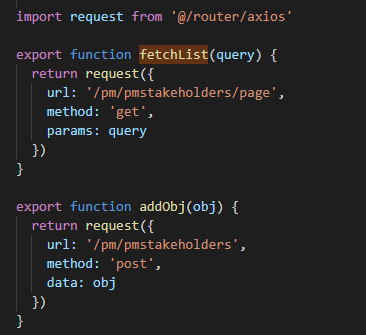 import request from '@/router/axios'
export function fetchList(query) {
return request({
url: '/pm/pmstakeholders/page',
method: 'get',
params: query
})
}
export function addObj(obj) {
return request({
url: '/pm/pmstakeholders',
method: 'post',
data: obj
})
}